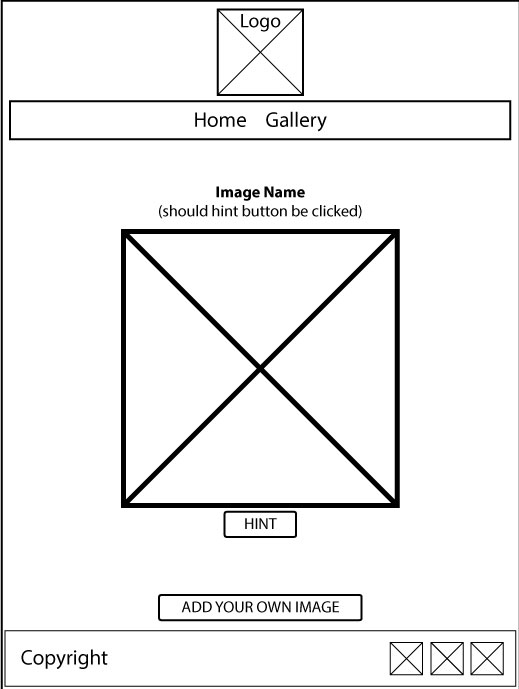 Logo
Home Gallery
Image Name
(should hint button be clicked)
HINT
ADD YOUR OWN IMAGE
Copyright